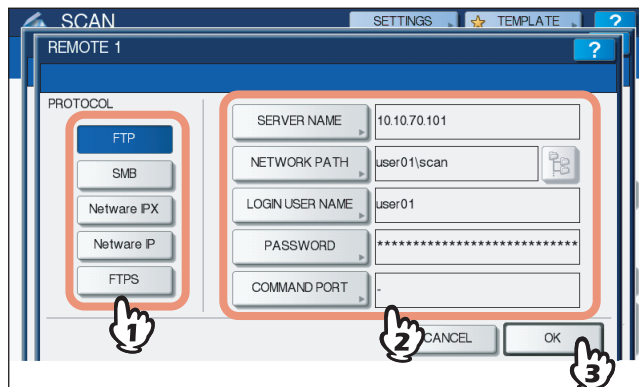 SCAN SETTINGS TEMPLATE ?
REMOTE 1 ?
PROTOCOL
FTP
SMB
Netware IPX
Netware IP
FTPS
1
SERVER NAME 10.10.70.101
NETWORK PATH user01\scan
LOGIN USER NAME user01
PASSWORD ****************************
COMMAND PORT -
2
CANCEL OK
3